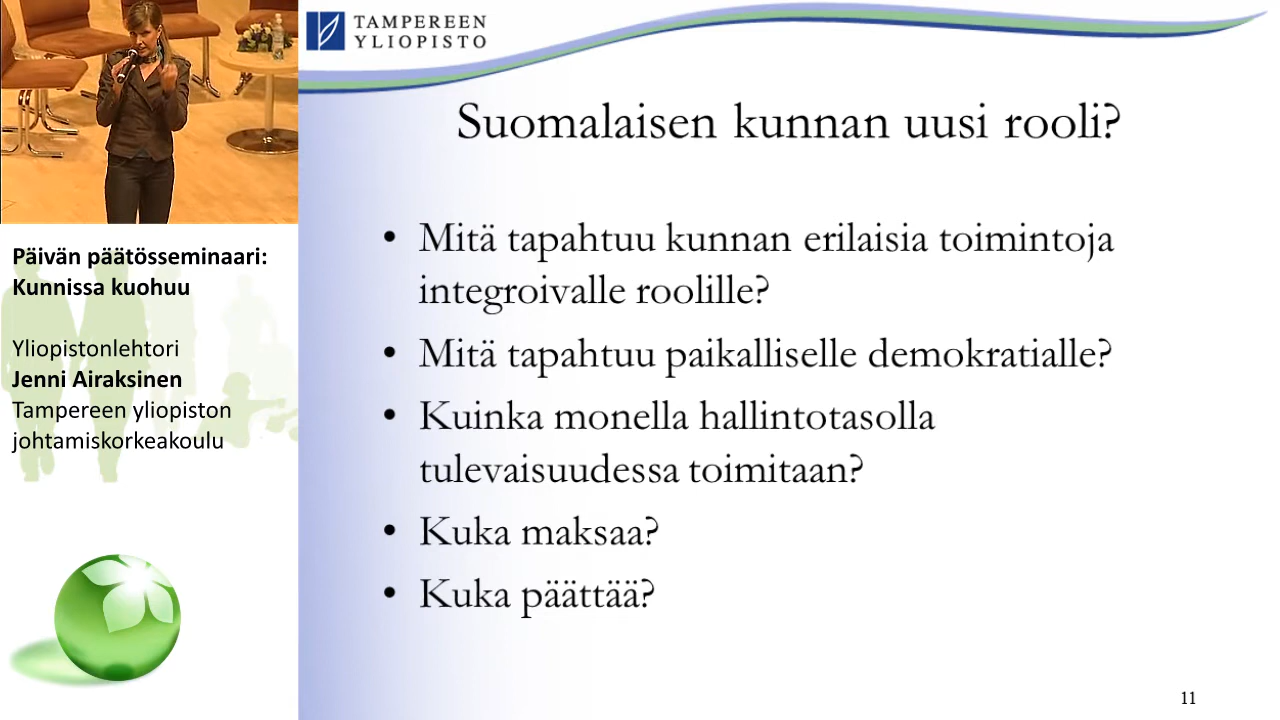 Päivän päätösseminaari:
Kunnissa kuohuu
Yliopistonlehtori
Jenni Airaksinen
Tampereen yliopiston
johtamiskorkeakoulu
TAMPEREEN
YLIOPISTO
Suomalaisen kunnan uusi rooli?
• Mitä tapahtuu kunnan erilaisia toimintoja
integroivalle roolille?
• Mitä tapahtuu paikalliselle demokratialle?
• Kuinka monella hallintotasolla
tulevaisuudessa toimitaan?
• Kuka maksaa?
• Kuka päättää?
11